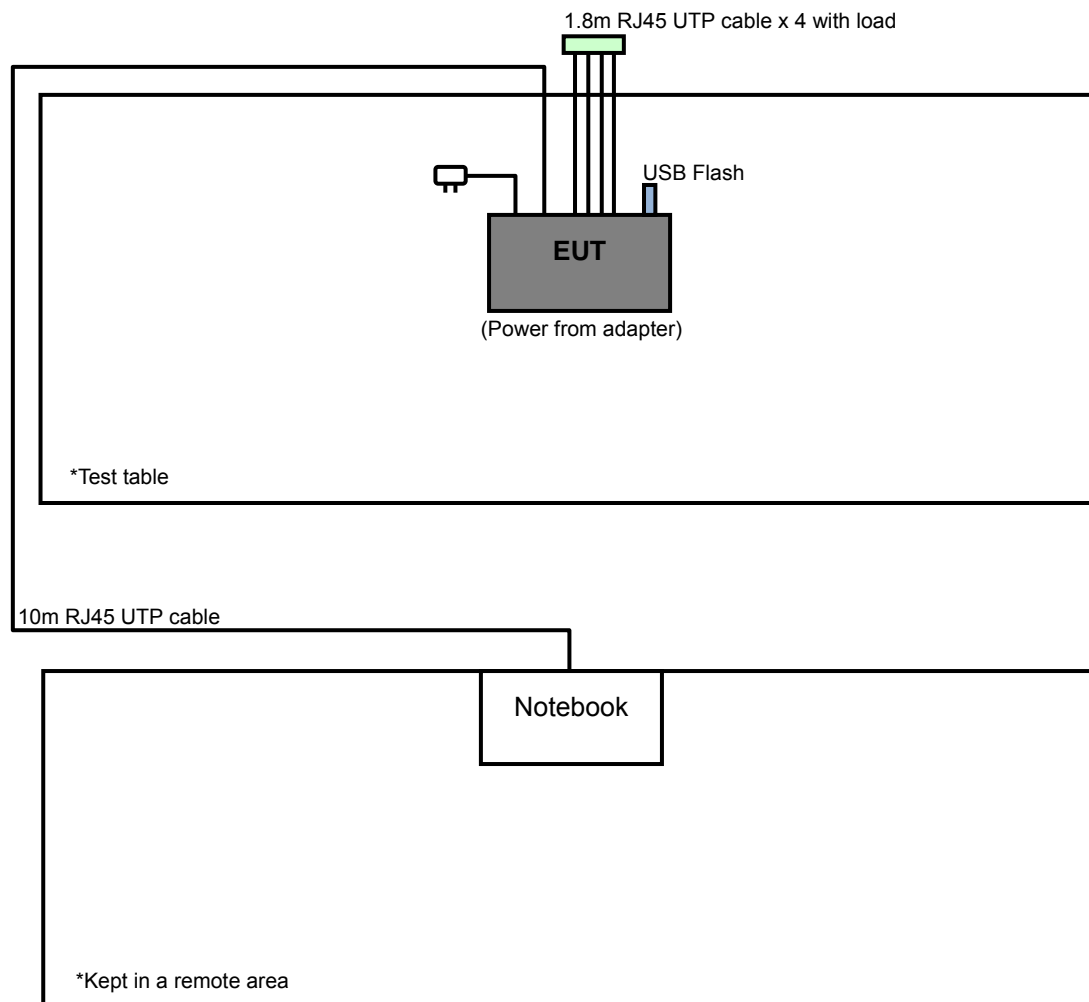 1.8m RJ45 UTP cable x 4 with load
USB Flash
EUT
(Power from adapter)
*Test table
10m RJ45 UTP cable
Notebook
*Kept in a remote area